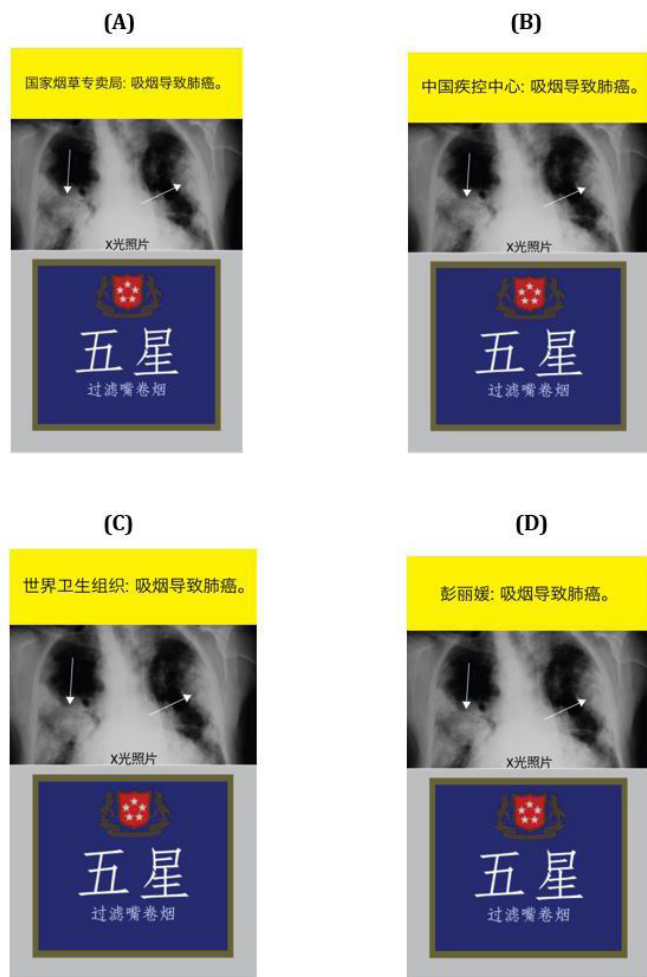 (A)
国家烟草专卖局: 吸烟导致肺癌。
X光照片
五星
过滤嘴卷烟
(B)
中国疾控中心: 吸烟导致肺癌。
X光照片
五星
过滤嘴卷烟
(C)
世界卫生组织: 吸烟导致肺癌。
X光照片
五星
过滤嘴卷烟
(D)
彭丽媛: 吸烟导致肺癌。
X光照片
五星
过滤嘴卷烟